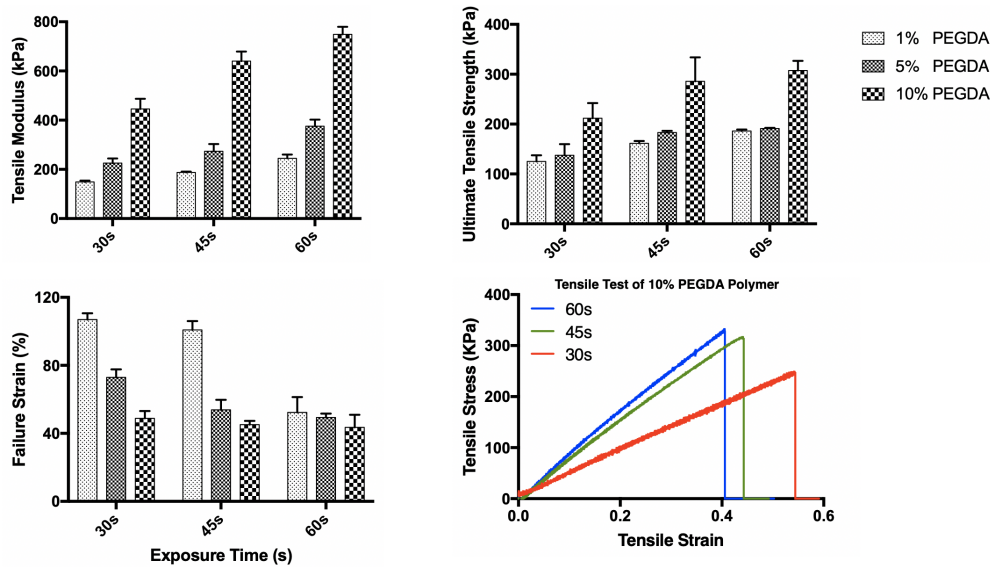 Tensile Modulus (kPa)
800
600
400
200
0
30s
45s
60s
Ultimate Tensile Strength (kPa)
400
300
200
100
0
30s
45s
60s
1% PEGDA
5% PEGDA
10% PEGDA
Failure Strain (%)
120
80
40
0
30s
45s
60s
Exposure Time (s)
Tensile Test of 10% PEGDA Polymer
Tensile Stress (KPa)
400
300
200
100
0
60s
45s
30s
0.0
0.2
0.4
0.6
Tensile Strain